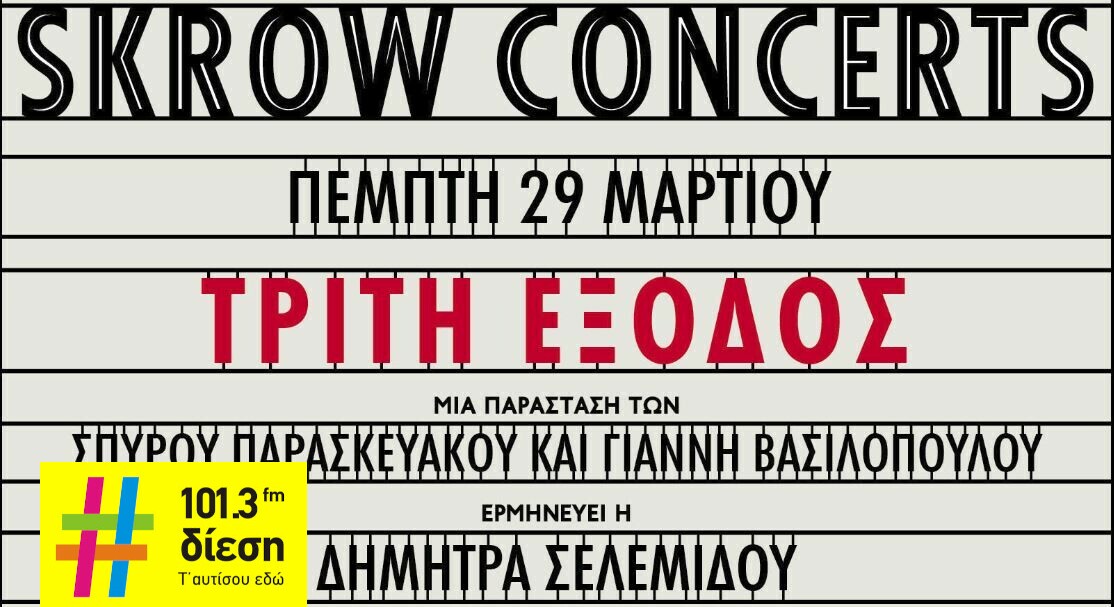 SKROW CONCERTS
ΠΕΜΠΤΗ 29 ΜΑΡΤΙΟΥ
ΤΡΙΤΗ ΕΞΟΔΟΣ
ΜΙΑ ΠΑΡΑΣΤΑΣΗ ΤΩΝ
ΣΠΥΡΟΥ ΠΑΡΑΣΚΕΥΑΚΟΥ ΚΑΙ ΓΙΑΝΝΗ ΒΑΣΙΛΟΠΟΥΛΟΥ
ΕΡΜΗΝΕΥΕΙ Η
ΔΗΜΗΤΡΑ ΣΕΛΕΜΙΔΟΥ
101.3 fm
δίεση
Τ΄αυτίσου εδώ